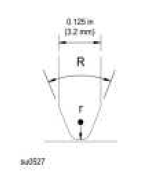 0.125 in
(3.2 mm)
R
r
su0527